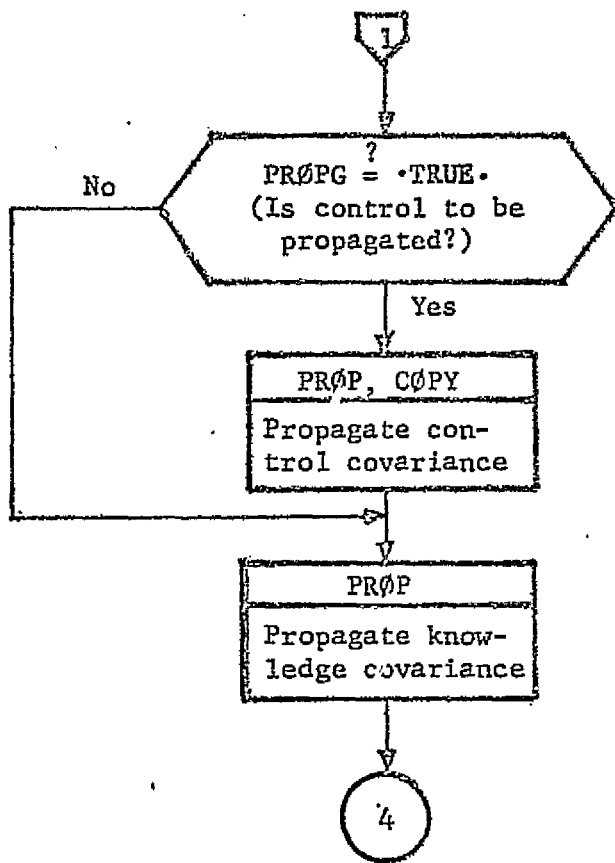 1
?
PRØPG = .TRUE.
No
(Is control to be
propagated?)
Yes
PRØP, CØPY
Propagate con-
trol covariance
PRØP
Propagate know-
ledge covariance
4